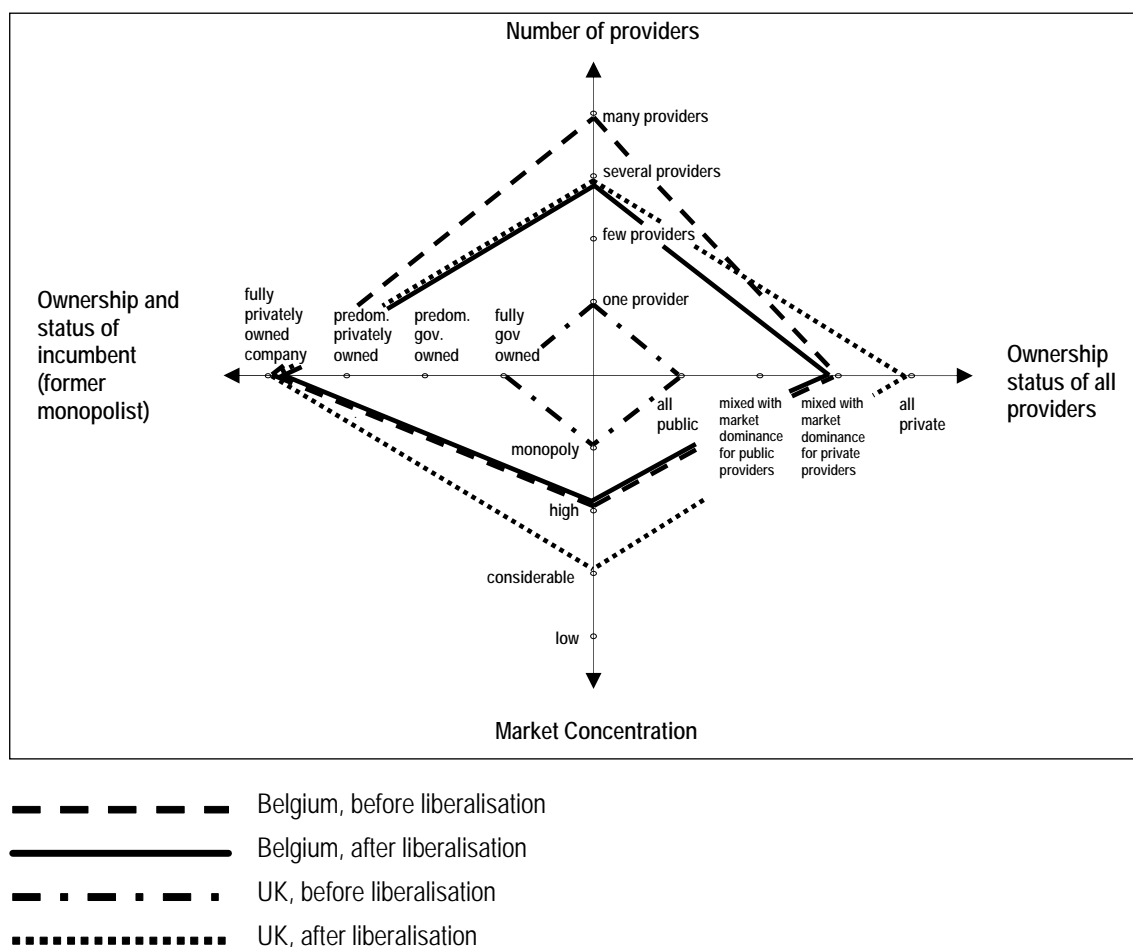 Number of providers
many providers
several providers
few providers
one provider
Ownership and
status of
incumbent
(former
monopolist)
fully
privately
owned
company
predom.
privately
owned
predom.
gov.
owned
fully
gov
owned
Ownership
status of all
providers
all
public
mixed with
market
dominance
for public
providers
mixed with
market
dominance
for private
providers
all
private
monopoly
high
considerable
low
Market Concentration
Belgium, before liberalisation
Belgium, after liberalisation
UK, before liberalisation
UK, after liberalisation